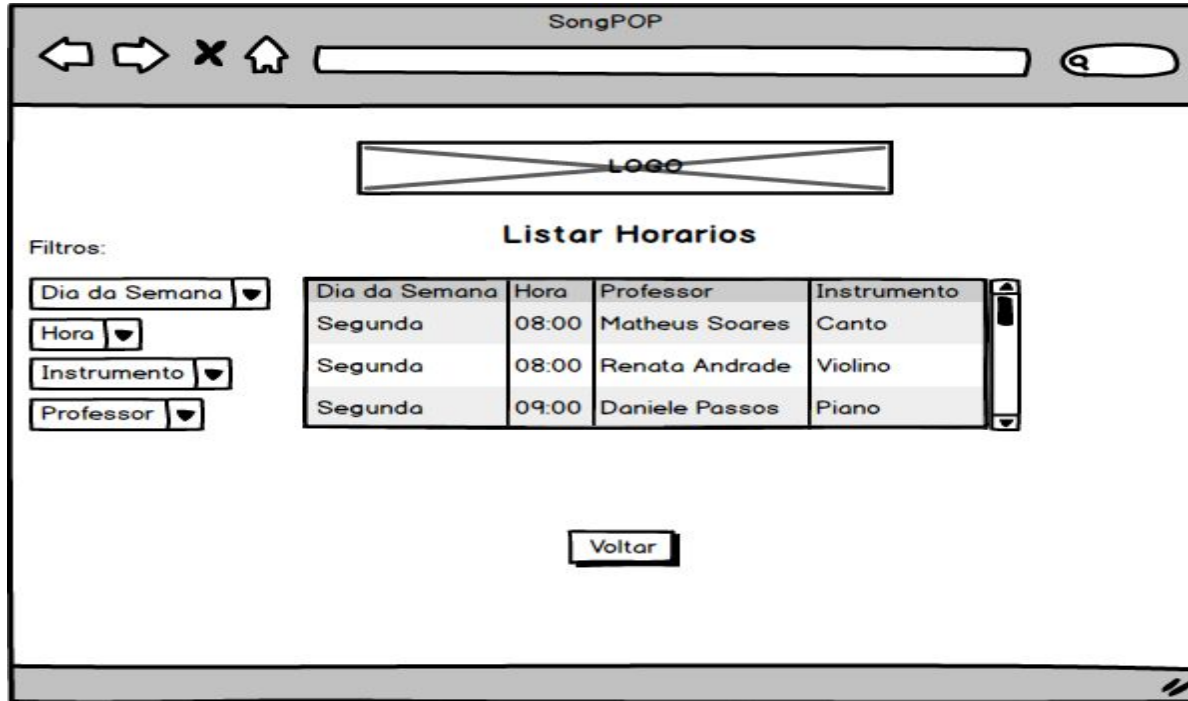 SongPOP
LOGO
Listar Horarios
Filtros:
Dia da Semana
Hora
Instrumento
Professor
Dia da Semana Hora Professor Instrumento
Segunda 08:00 Matheus Soares Canto
Segunda 08:00 Renata Andrade Violino
Segunda 09:00 Daniele Passos Piano
Voltar